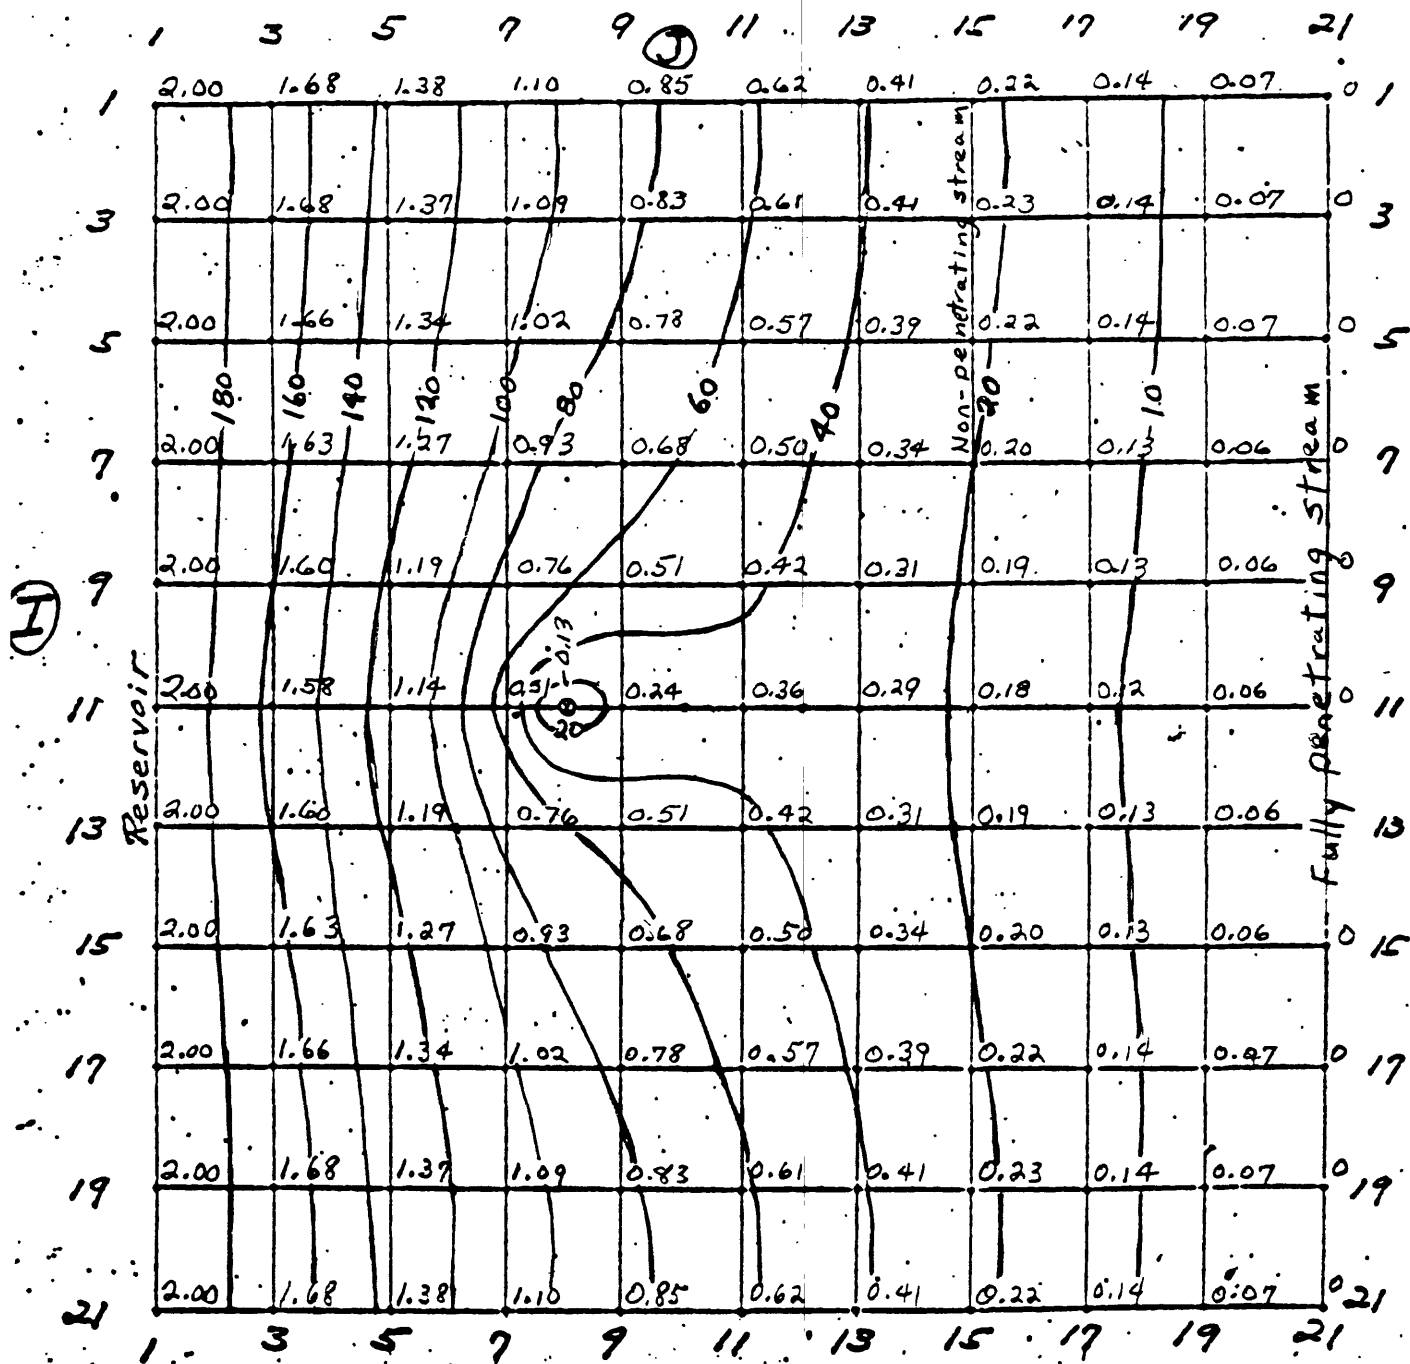 1 3 5 7 9 11 13 15 17 19 21
J
1 2.00 1.68 1.38 1.10 0.85 0.62 0.41 0.22 0.14 0.07 0 1
Non-penetrating stream
3 2.00 1.68 1.37 1.09 0.83 0.61 0.41 0.23 0.14 0.07 0 3
5 2.00 1.66 1.34 1.02 0.78 0.57 0.39 0.22 0.14 0.07 0 5
180 160 140 120 100 80 60 40 20 10
7 2.00 1.63 1.27 0.93 0.68 0.50 0.34 0.20 0.13 0.06 0 7
Fully penetrating stream
9 2.00 1.60 1.19 0.76 0.51 0.42 0.31 0.19 0.13 0.06 0 9
I
-0.13
Reservoir
11 2.00 1.58 1.14 0.51 0.24 0.36 0.29 0.18 0.12 0.06 0 11
20
13 2.00 1.60 1.19 0.76 0.51 0.42 0.31 0.19 0.13 0.06 13
15 2.00 1.63 1.27 0.93 0.68 0.50 0.34 0.20 0.13 0.06 0 15
17 2.00 1.66 1.34 1.02 0.78 0.57 0.39 0.22 0.14 0.07 0 17
19 2.00 1.68 1.37 1.09 0.83 0.61 0.41 0.23 0.14 0.07 0 19
21 2.00 1.68 1.38 1.10 0.85 0.62 0.41 0.22 0.14 0.07 0 21
1 3 5 7 9 11 13 15 17 19 21